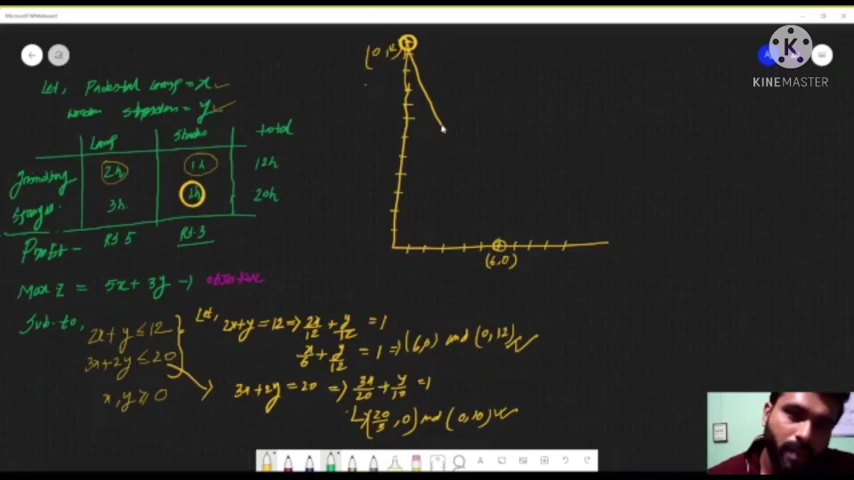 Microsoft Whiteboard
K
KINEMASTER
Let, Pedestal lamp = x
wooden = y
Lamp Shades total
Grinding 2h 1h 12h
3h 20h
Profit - RS.5 RS.3
Max Z = 5x + 3y → objective
Sub. to,
2x + y ≤ 12
3x + 2y ≤ 20
x, y ≥ 0
Let, 2x + y = 12 ⇒ 2x/12 + y/12 = 1
x/6 + y/12 = 1 ⇒ (6,0) and (0,12)
3x + 2y = 20 ⇒ 3x/20 + y/10 = 1
(20/3, 0) and (0,10)
(0,12)
(6,0)